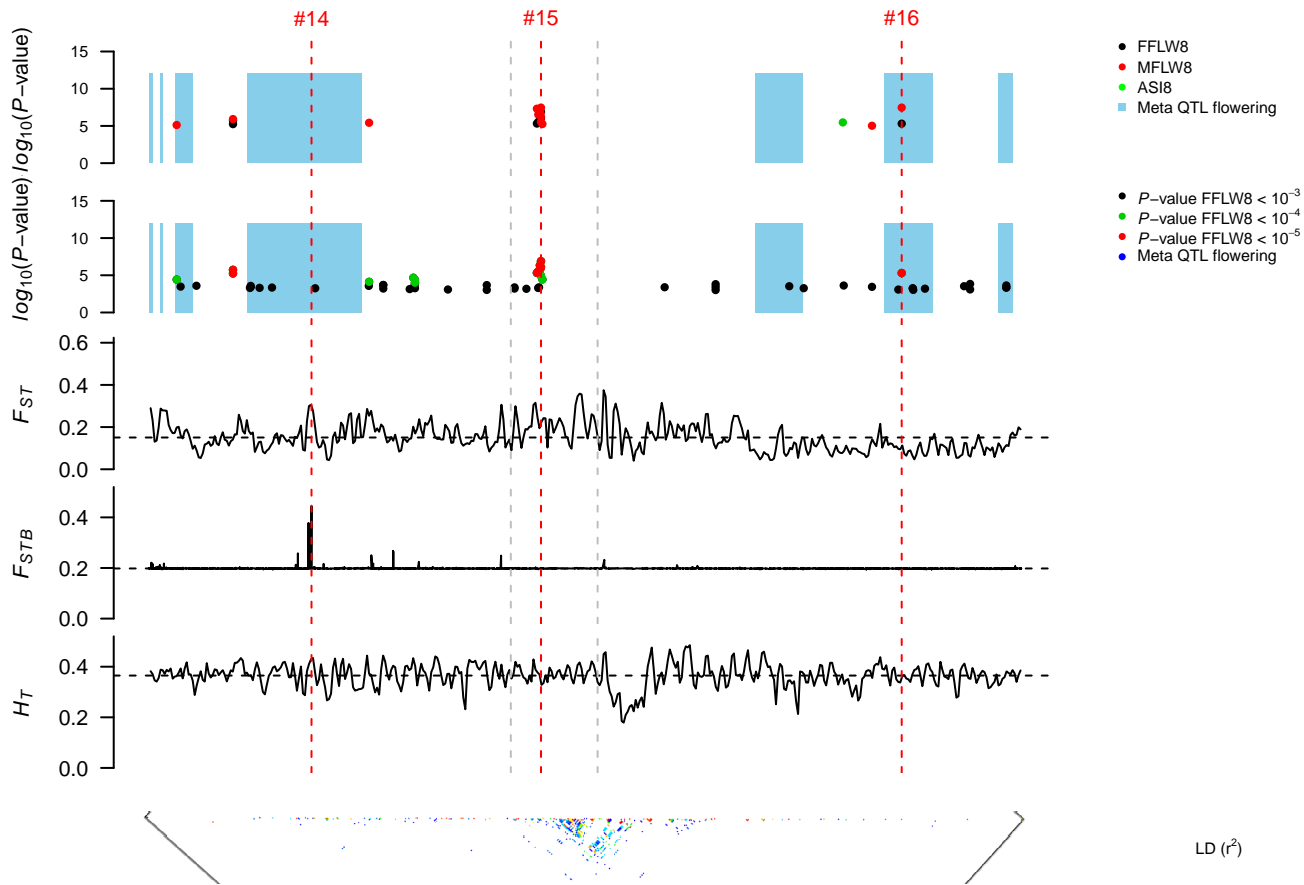 #14 #15 #16
log10(P−value)
15
10
5
0
FFLW8
MFLW8
ASI8
Meta QTL flowering
log10(P−value)
15
10
5
0
P−value FFLW8 < 10−3
P−value FFLW8 < 10−4
P−value FFLW8 < 10−5
Meta QTL flowering
FST
0.6
0.4
0.2
0.0
FSTB
0.4
0.2
0.0
HT
0.4
0.2
0.0
LD (r2)